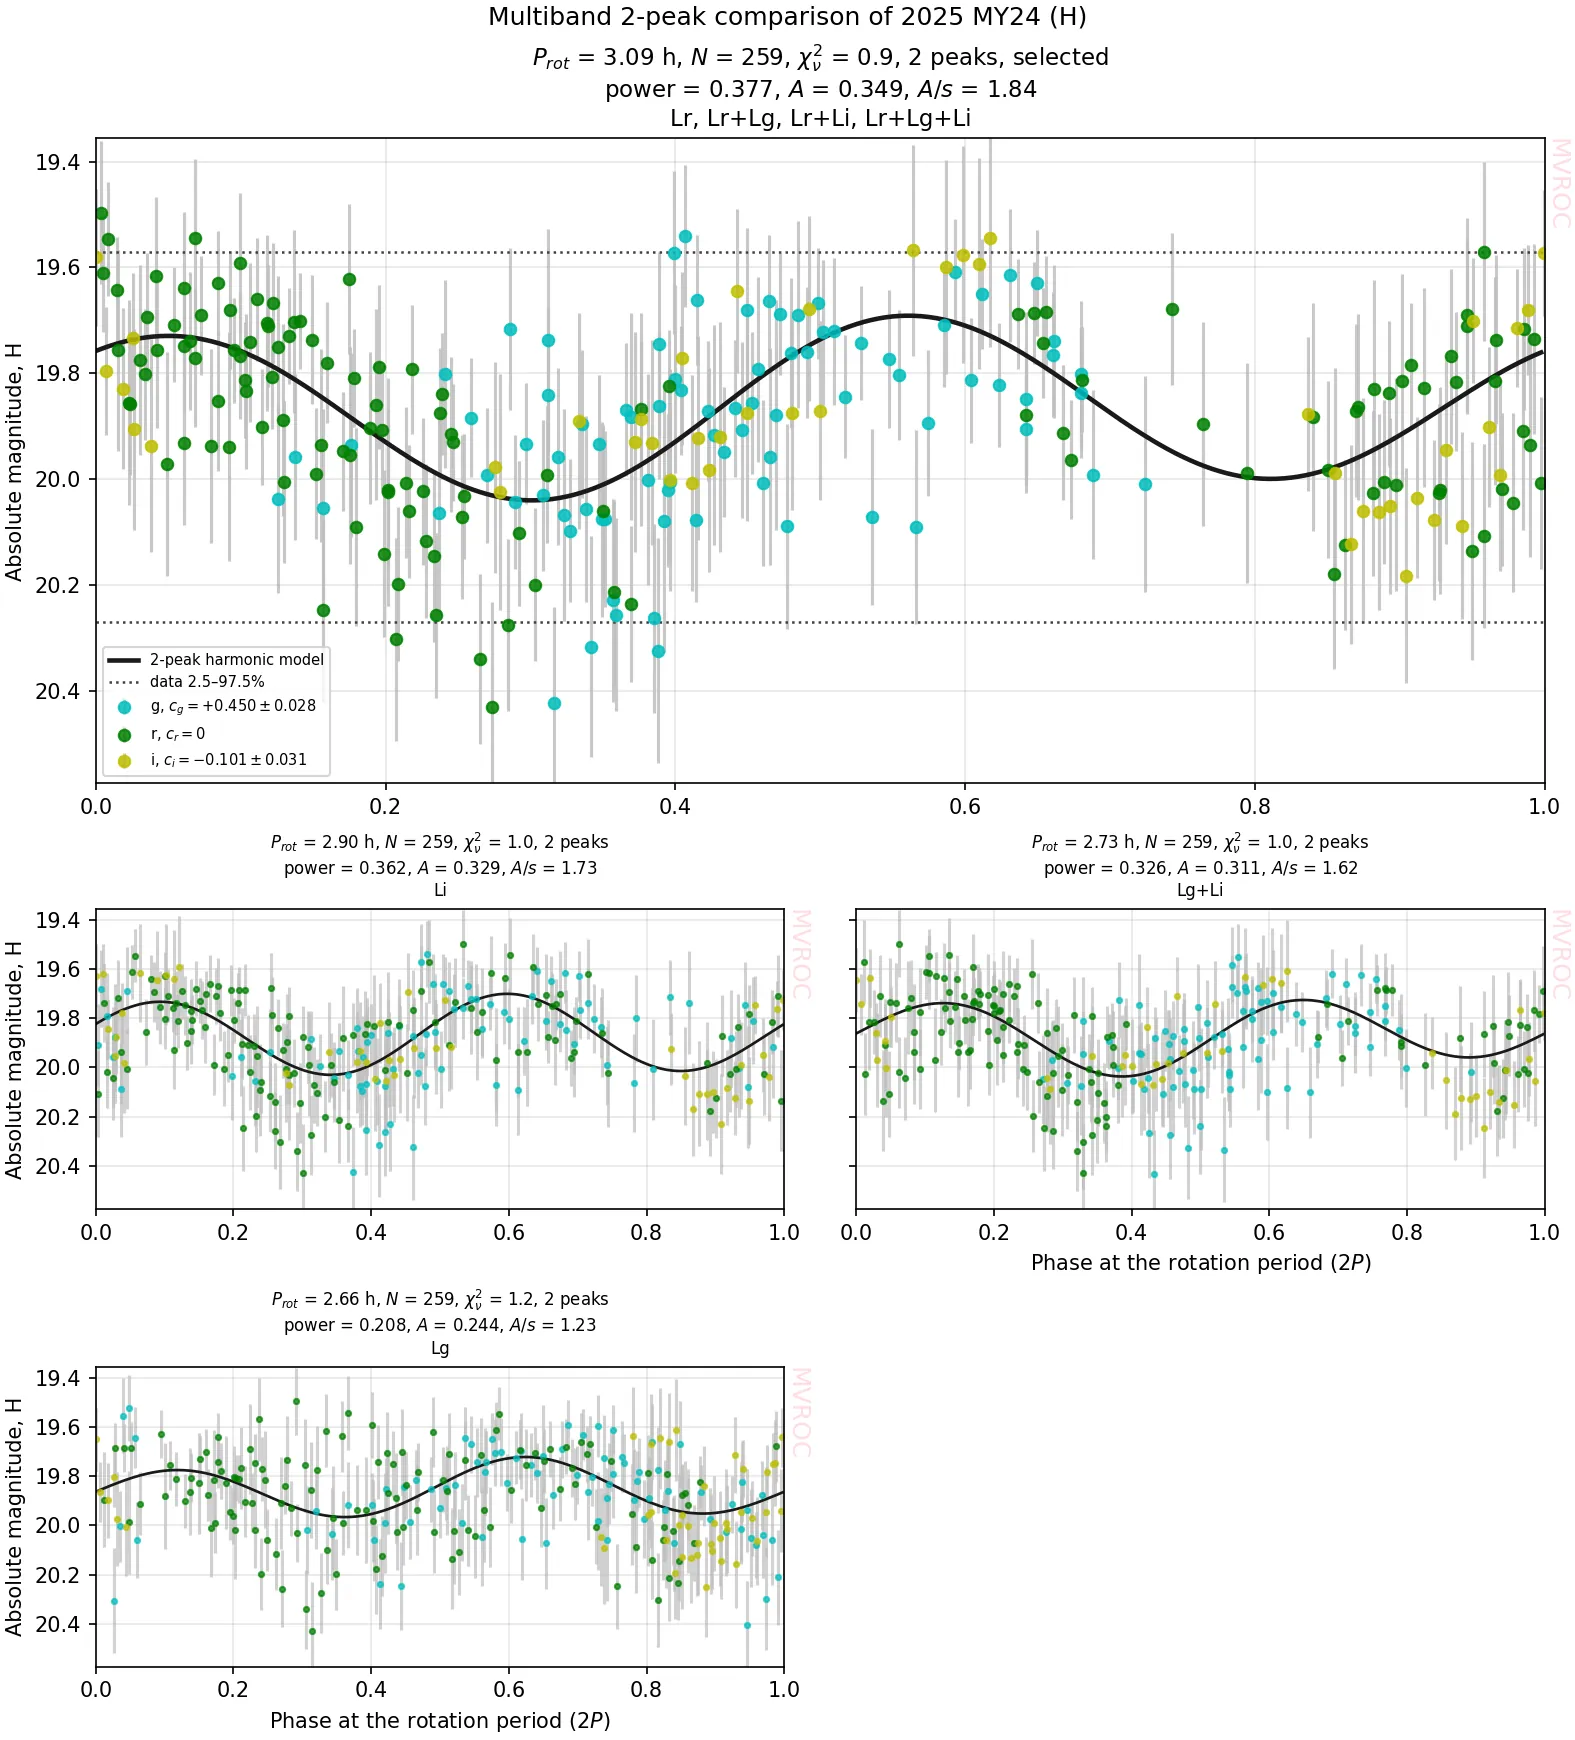 Multiband 2-peak comparison of 2025 MY24 (H)
P_rot = 3.09 h, N = 259, χ²_ν = 0.9, 2 peaks, selected
power = 0.377, A = 0.349, A/s = 1.84
Lr, Lr+Lg, Lr+Li, Lr+Lg+Li
MVROC
Absolute magnitude, H
19.4
19.6
19.8
20.0
20.2
20.4
2-peak harmonic model
data 2.5–97.5%
g, c_g = +0.450 ± 0.028
r, c_r = 0
i, c_i = −0.101 ± 0.031
0.0 0.2 0.4 0.6 0.8 1.0
P_rot = 2.90 h, N = 259, χ²_ν = 1.0, 2 peaks
power = 0.362, A = 0.329, A/s = 1.73
Li
MVROC
Absolute magnitude, H
19.4
19.6
19.8
20.0
20.2
20.4
0.0 0.2 0.4 0.6 0.8 1.0
P_rot = 2.73 h, N = 259, χ²_ν = 1.0, 2 peaks
power = 0.326, A = 0.311, A/s = 1.62
Lg+Li
MVROC
0.0 0.2 0.4 0.6 0.8 1.0
Phase at the rotation period (2P)
P_rot = 2.66 h, N = 259, χ²_ν = 1.2, 2 peaks
power = 0.208, A = 0.244, A/s = 1.23
Lg
MVROC
Absolute magnitude, H
19.4
19.6
19.8
20.0
20.2
20.4
0.0 0.2 0.4 0.6 0.8 1.0
Phase at the rotation period (2P)